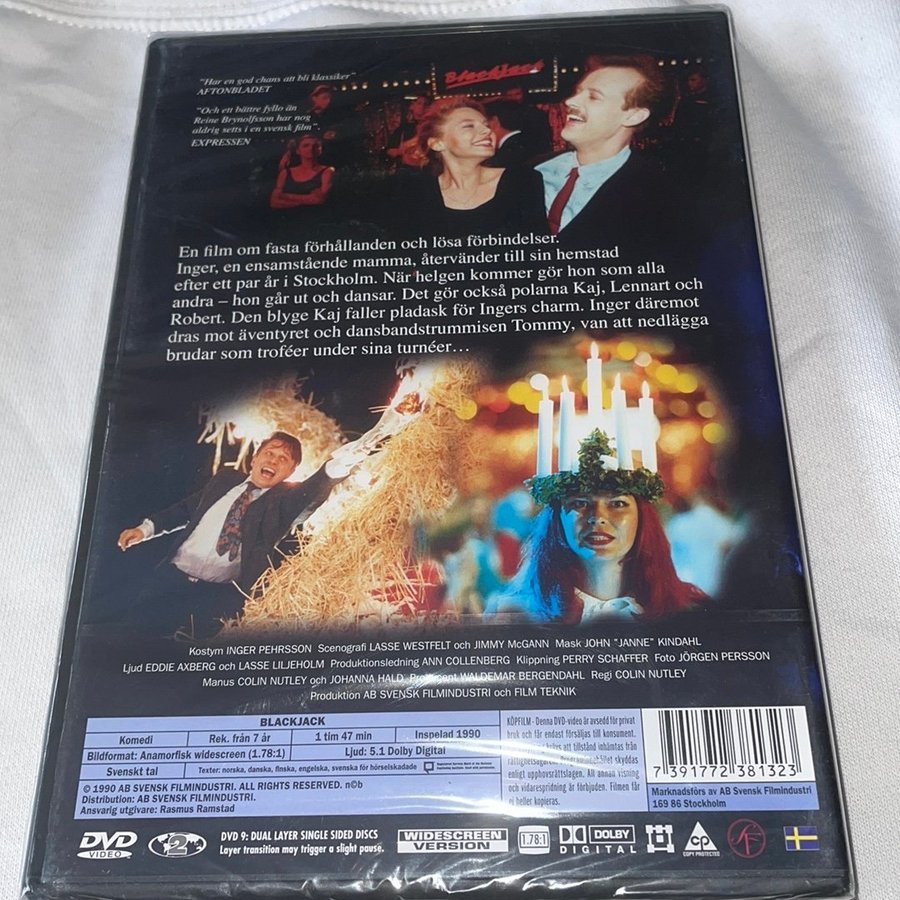 "Har en god chans att bli klassiker"
AFTONBLADET
"Och ett bättre fyllo än
Reine Brynolfsson har nog
aldrig setts i en svensk film".
EXPRESSEN
Blackjack
En film om fasta förhållanden och lösa förbindelser.
Inger, en ensamstående mamma, återvänder till sin hemstad
efter ett par år i Stockholm. När helgen kommer gör hon som alla
andra – hon går ut och dansar. Det gör också polarna Kaj, Lennart och
Robert. Den blyge Kaj faller pladask för Ingers charm. Inger däremot
dras mot äventyret och dansbandstrummisen Tommy, van att nedlägga
brudar som troféer under sina turnéer…
Kostym INGER PEHRSSON Scenografi LASSE WESTFELT och JIMMY McGANN Mask JOHN "JANNE" KINDAHL
Ljud EDDIE AXBERG och LASSE LILJEHOLM Produktionsledning ANN COLLENBERG Klippning PERRY SCHAFFER Foto JÖRGEN PERSSON
Manus COLIN NUTLEY och JOHANNA HALD Producent WALDEMAR BERGENDAHL Regi COLIN NUTLEY
Produktion AB SVENSK FILMINDUSTRI och FILM TEKNIK
BLACKJACK
Komedi Rek. från 7 år 1 tim 47 min Inspelad 1990
Bildformat: Anamorfisk widescreen (1.78:1) Ljud: 5.1 Dolby Digital
Svenskt tal Texter: norska, danska, finska, engelska, svenska för hörselskadade
© 1990 AB SVENSK FILMINDUSTRI. ALL RIGHTS RESERVED. n©b
Distribution: AB SVENSK FILMINDUSTRI.
Ansvarig utgivare: Rasmus Ramstad
KÖPFILM - Denna DVD-video är avsedd för privat
bruk och får endast försäljas till konsument.
att tillstånd inhämtas från
rättighetsägaren. skyddas
enligt upphovsrättslagen. All annan visning
och vidarespridning är förbjuden. Filmen får
ej heller kopieras.
7 391772 381323
Marknadsförs av AB Svensk Filmindustri
169 86 Stockholm
DVD VIDEO
2
DVD 9: DUAL LAYER SINGLE SIDED DISCS
Layer transition may trigger a slight pause.
WIDESCREEN
VERSION
1.78:1
DOLBY
DIGITAL
CP
COPY PROTECTED
SF